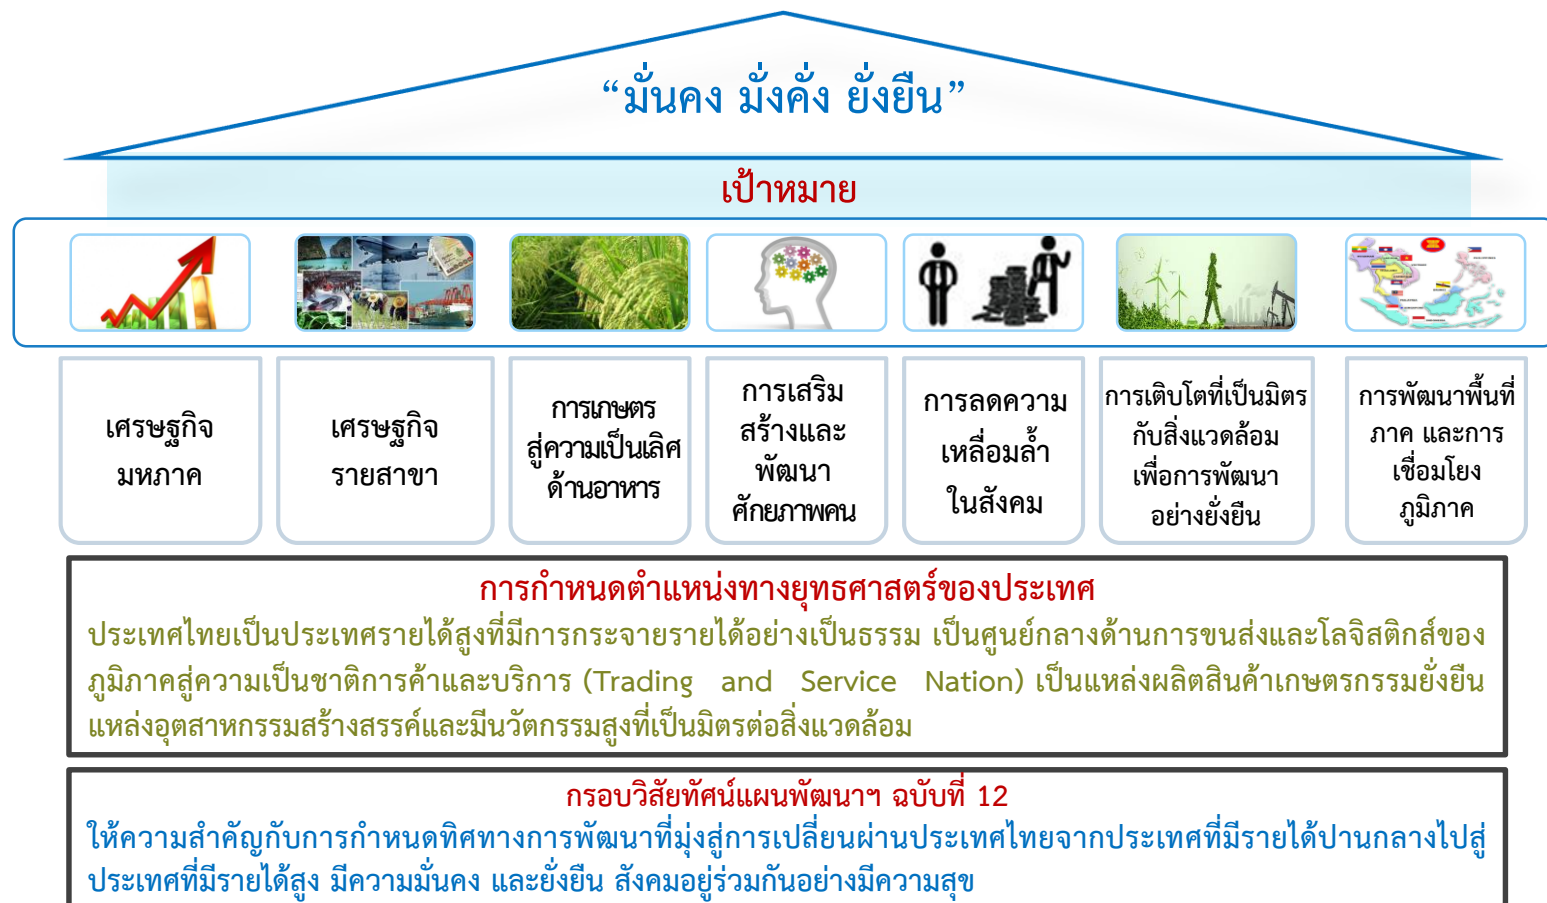 “มั่นคง มั่งคั่ง ยั่งยืน”
เป้าหมาย
เศรษฐกิจ
มหภาค
เศรษฐกิจ
รายสาขา
การเกษตร
สู่ความเป็นเลิศ
ด้านอาหาร
การเสริม
สร้างและ
พัฒนา
ศักยภาพคน
การลดความ
เหลื่อมล้ำ
ในสังคม
การเติบโตที่เป็นมิตร
กับสิ่งแวดล้อม
เพื่อการพัฒนา
อย่างยั่งยืน
การพัฒนาพื้นที่
ภาค และการ
เชื่อมโยง
ภูมิภาค
การกำหนดตำแหน่งทางยุทธศาสตร์ของประเทศ
ประเทศไทยเป็นประเทศรายได้สูงที่มีการกระจายรายได้อย่างเป็นธรรม เป็นศูนย์กลางด้านการขนส่งและโลจิสติกส์ของ
ภูมิภาคสู่ความเป็นชาติการค้าและบริการ (Trading and Service Nation) เป็นแหล่งผลิตสินค้าเกษตรกรรมยั่งยืน
แหล่งอุตสาหกรรมสร้างสรรค์และมีนวัตกรรมสูงที่เป็นมิตรต่อสิ่งแวดล้อม
กรอบวิสัยทัศน์แผนพัฒนาฯ ฉบับที่ 12
ให้ความสำคัญกับการกำหนดทิศทางการพัฒนาที่มุ่งสู่การเปลี่ยนผ่านประเทศไทยจากประเทศที่มีรายได้ปานกลางไปสู่
ประเทศที่มีรายได้สูง มีความมั่นคง และยั่งยืน สังคมอยู่ร่วมกันอย่างมีความสุข